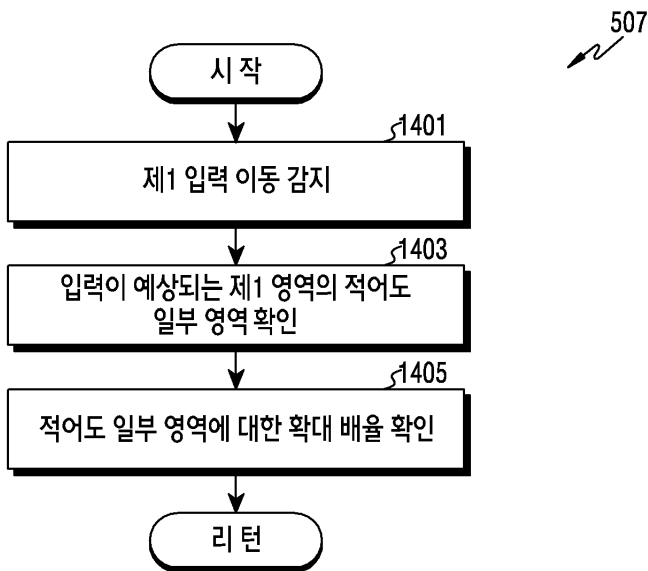 507
시 작
1401
제1 입력 이동 감지
1403
입력이 예상되는 제1 영역의 적어도
일부 영역 확인
1405
적어도 일부 영역에 대한 확대 배율 확인
리 턴